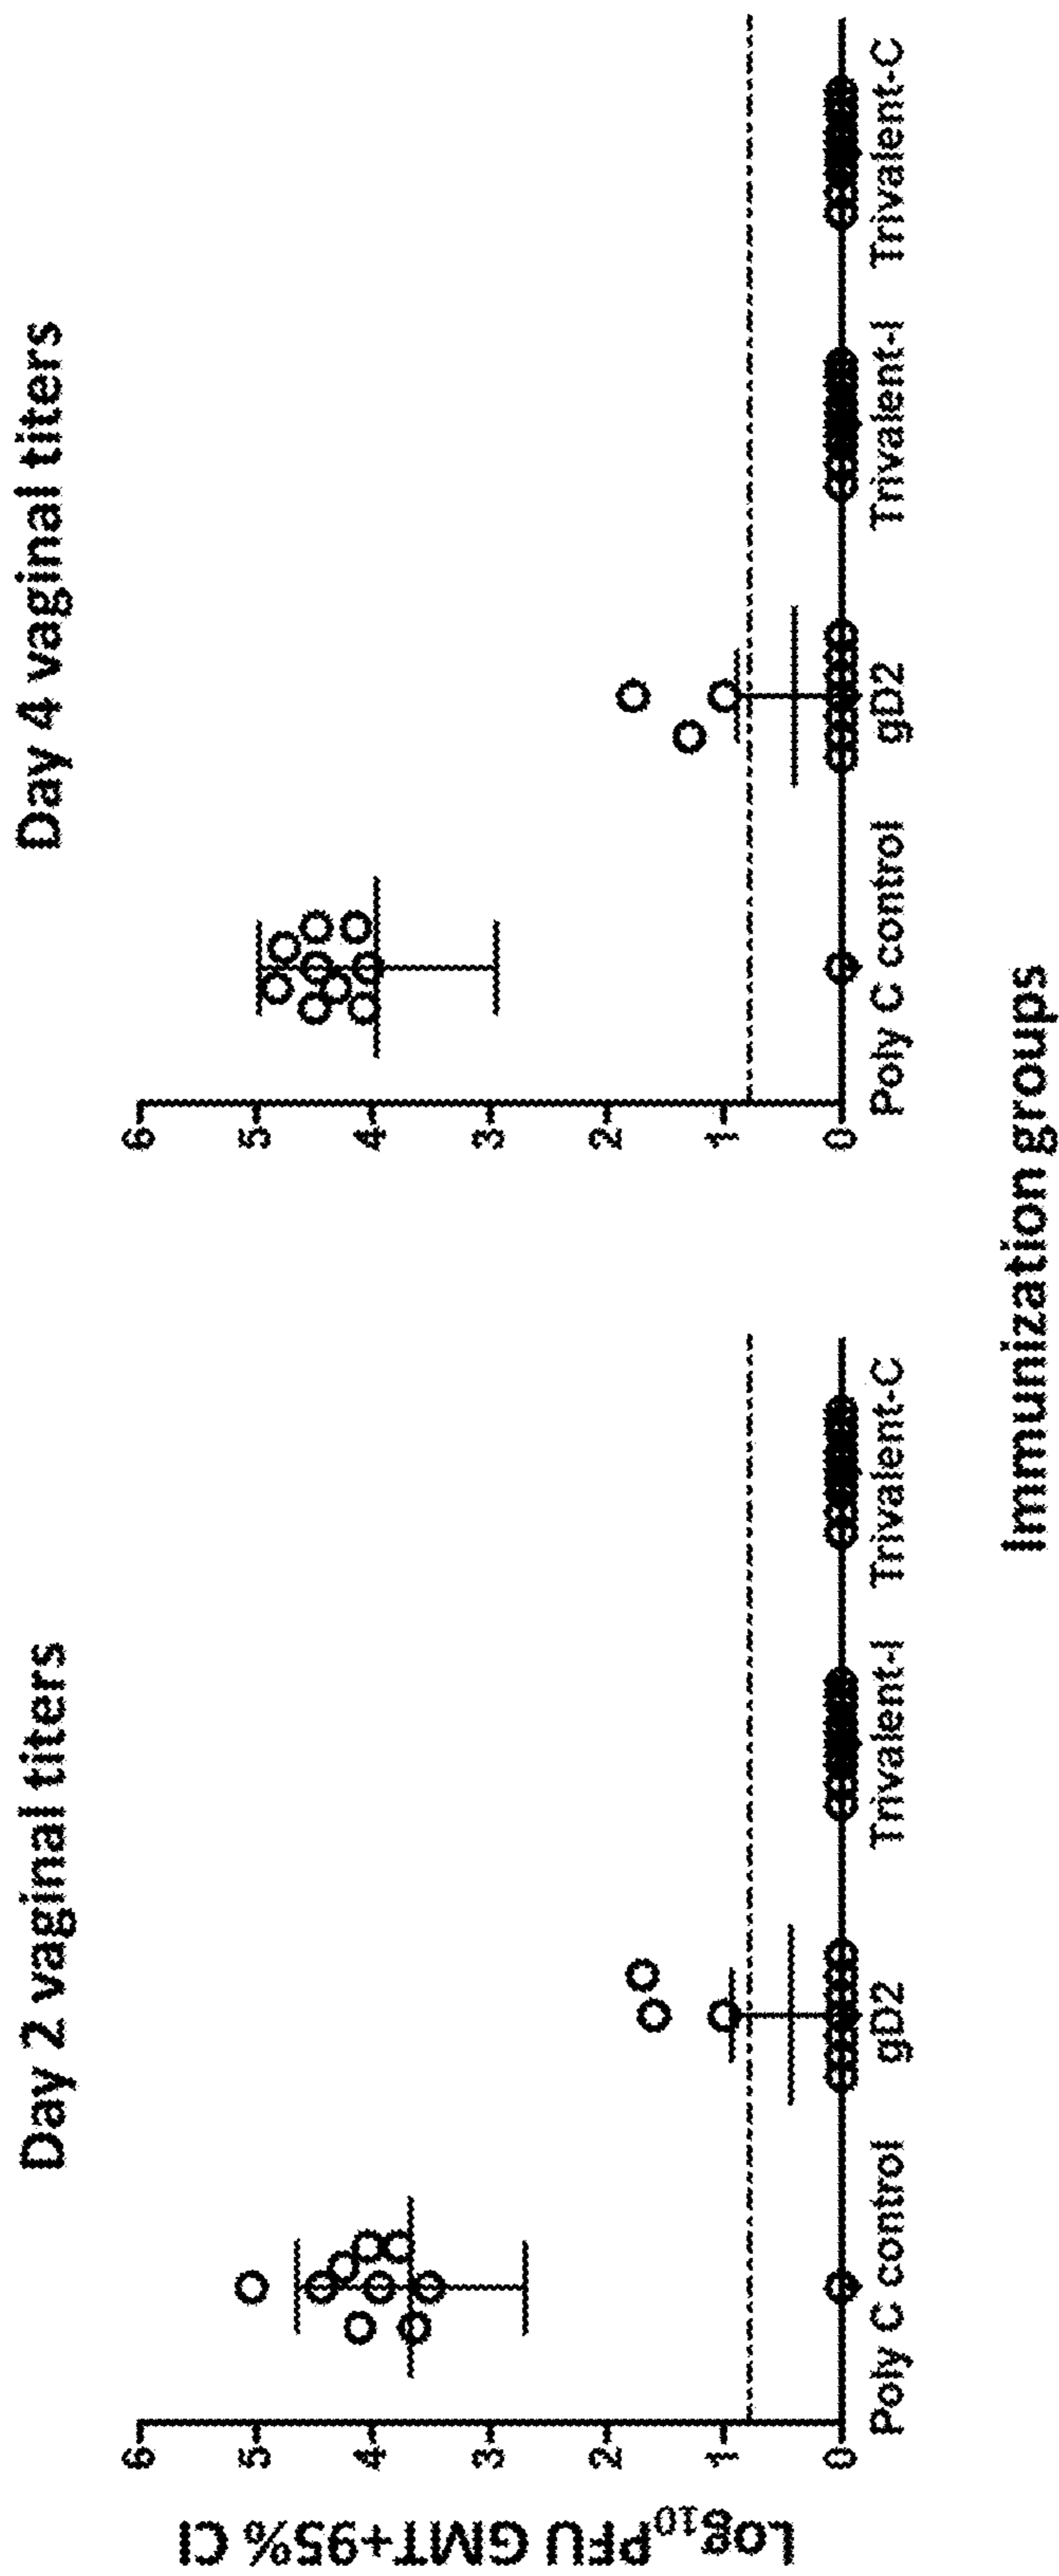 Day 2 vaginal titers
Day 4 vaginal titers
Log₁₀PFU GMT+95% CI
6
5
4
3
2
1
0
Poly C control
gD2
Trivalent-I
Trivalent-C
6
5
4
3
2
1
0
Poly C control
gD2
Trivalent-I
Trivalent-C
Immunization groups